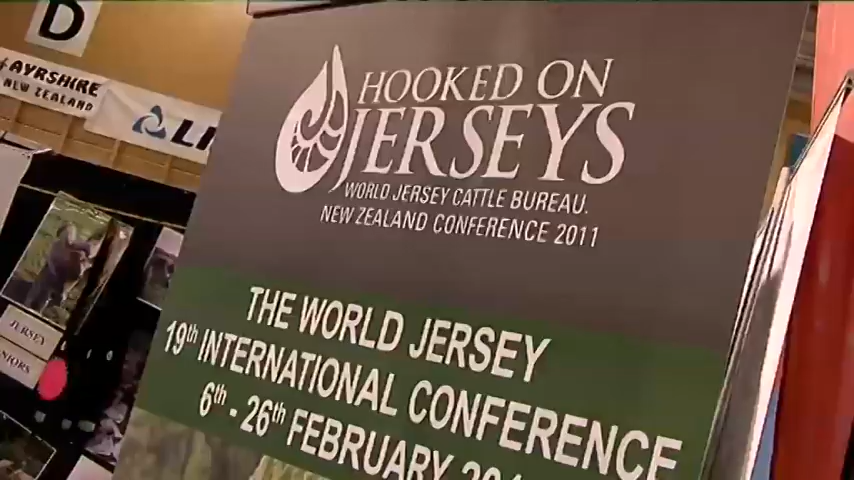 D
AYRSHIRE
NEW ZEALAND
HOOKED ON
JERSEYS
WORLD JERSEY CATTLE BUREAU.
NEW ZEALAND CONFERENCE 2011
THE WORLD JERSEY
19th INTERNATIONAL CONFERENCE
6th - 26th FEBRUARY
JERSEY